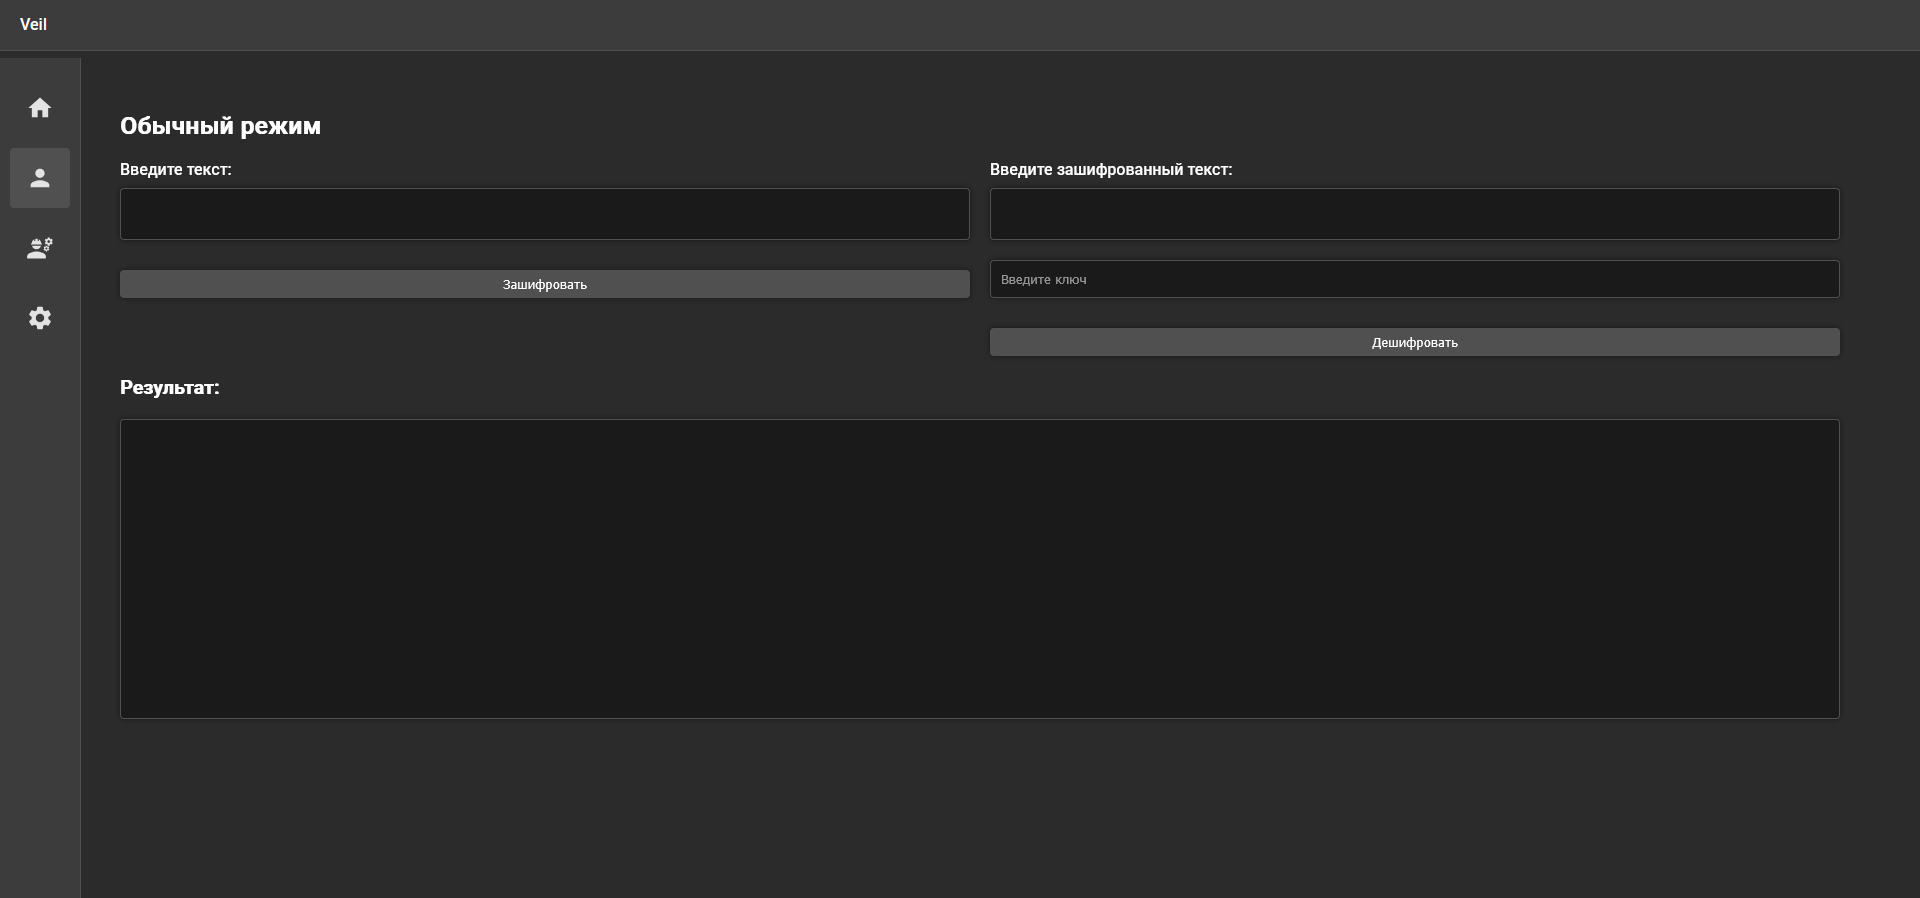 Veil
Обычный режим
Введите текст:
Зашифровать
Введите зашифрованный текст:
Введите ключ
Дешифровать
Результат: